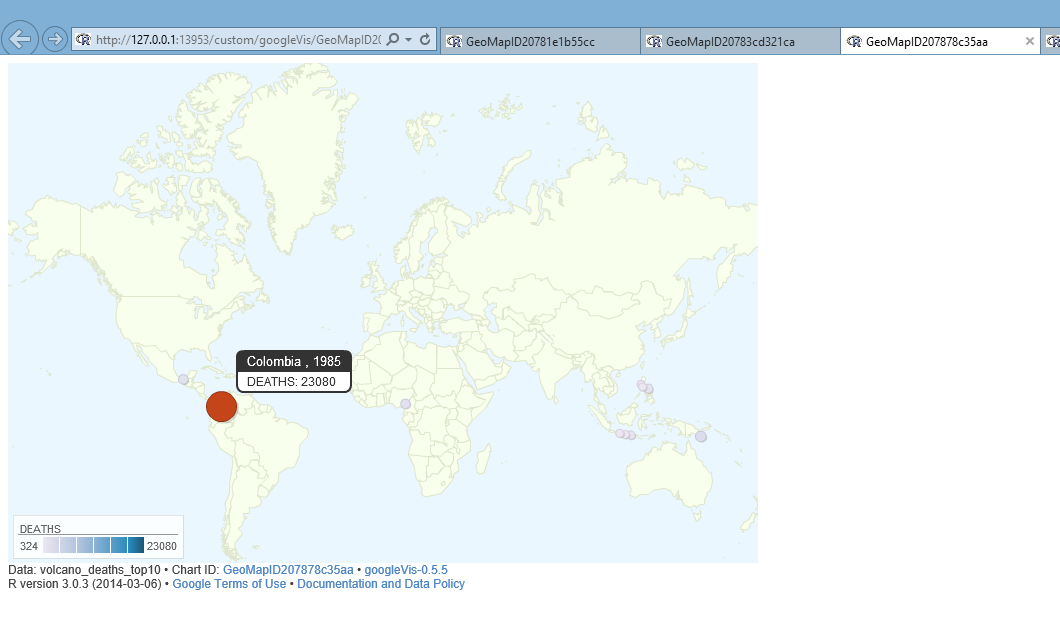 http://127.0.0.1:13953/custom/googleVis/GeoMapID20
GeoMapID20781e1b55cc
GeoMapID20783cd321ca
GeoMapID207878c35aa
Colombia , 1985
DEATHS: 23080
DEATHS
324
23080
Data: volcano_deaths_top10 • Chart ID: GeoMapID207878c35aa • googleVis-0.5.5
R version 3.0.3 (2014-03-06) • Google Terms of Use • Documentation and Data Policy